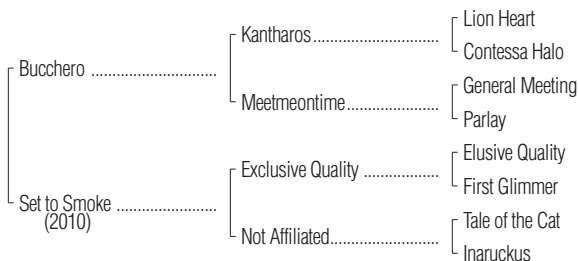 Lion Heart
Kantharos
Contessa Halo
Bucchero
General Meeting
Meetmeontime
Parlay
Elusive Quality
Exclusive Quality
First Glimmer
Set to Smoke
(2010)
Tale of the Cat
Not Affiliated
Inaruckus